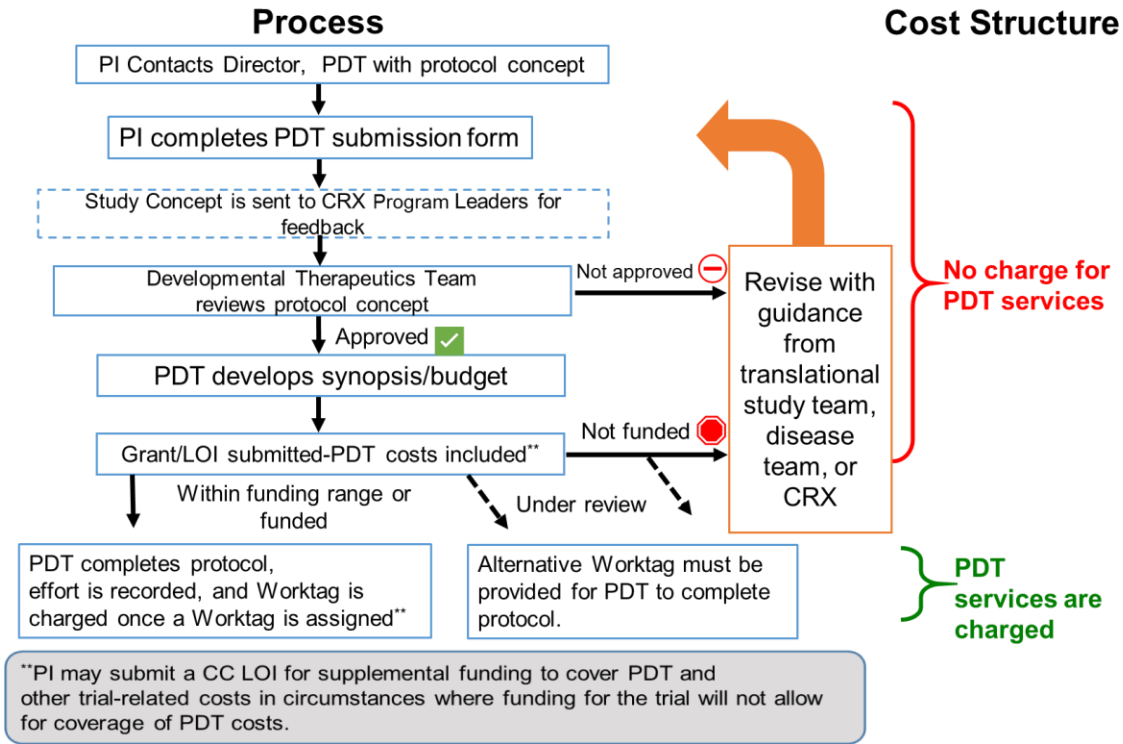 Process
Cost Structure
PI Contacts Director, PDT with protocol concept
PI completes PDT submission form
Study Concept is sent to CRX Program Leaders for
feedback
Developmental Therapeutics Team
reviews protocol concept
Not approved
Approved
PDT develops synopsis/budget
Grant/LOI submitted-PDT costs included**
Not funded
Revise with
guidance
from
translational
study team,
disease
team, or
CRX
No charge for
PDT services
Within funding range or
funded
Under review
PDT completes protocol,
effort is recorded, and Worktag is
charged once a Worktag is assigned**
Alternative Worktag must be
provided for PDT to complete
protocol.
PDT
services are
charged
**PI may submit a CC LOI for supplemental funding to cover PDT and
other trial-related costs in circumstances where funding for the trial will not allow
for coverage of PDT costs.